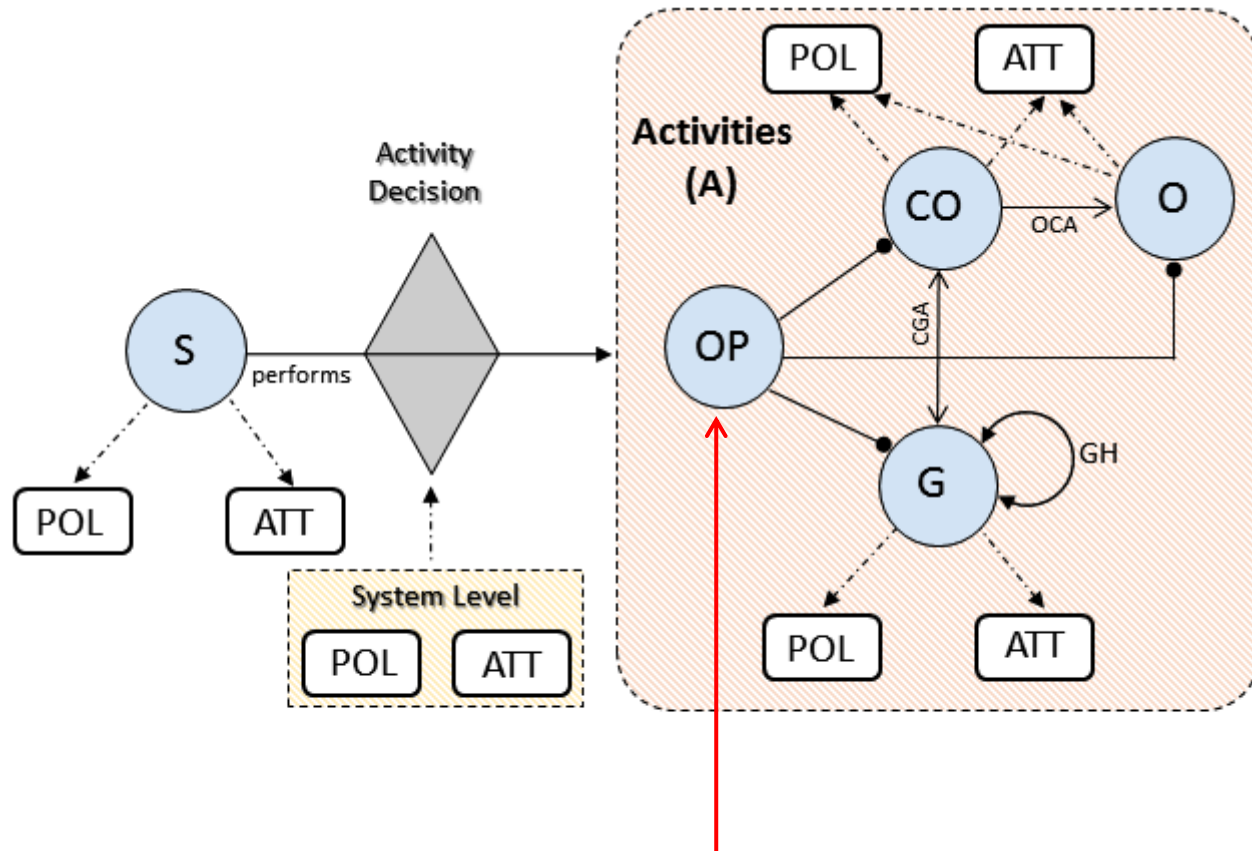 POL
ATT
Activities
(A)
Activity
Decision
CO
OCA
O
S
performs
OP
CGA
G
GH
POL
ATT
System Level
POL
ATT
POL
ATT